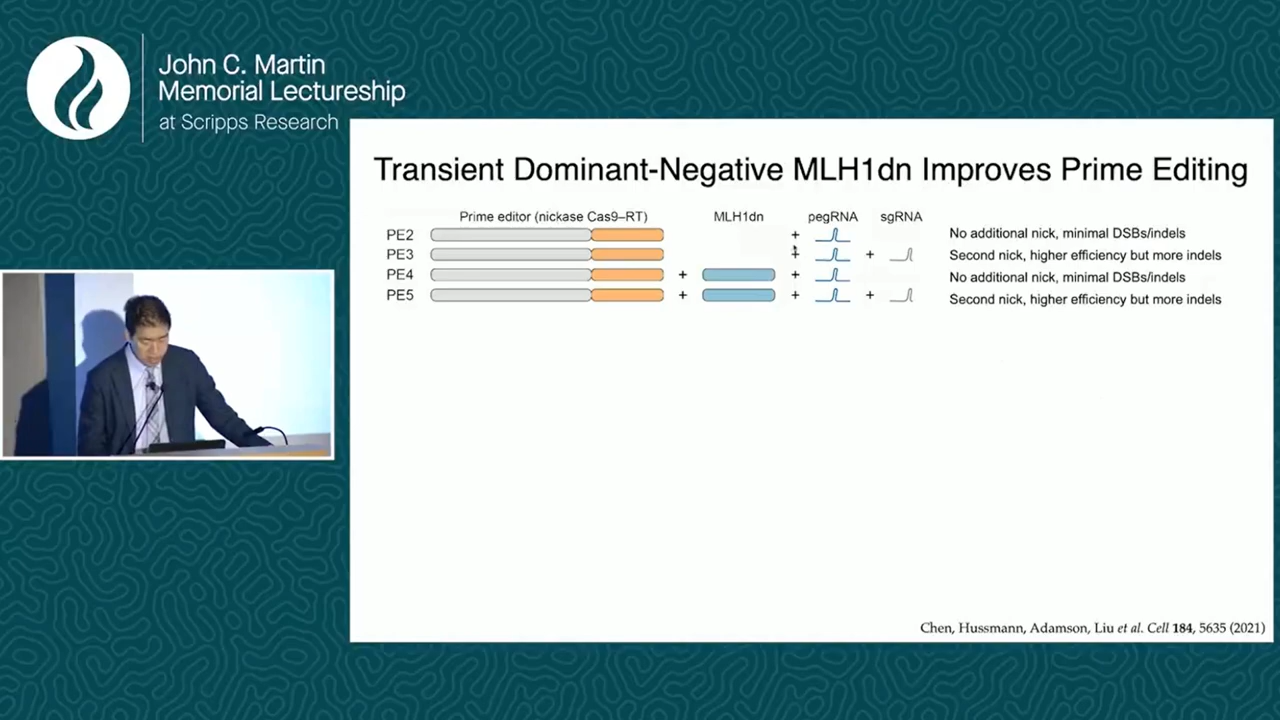 John C. Martin
Memorial Lectureship
at Scripps Research
Transient Dominant-Negative MLH1dn Improves Prime Editing
Prime editor (nickase Cas9–RT) MLH1dn pegRNA sgRNA
PE2 + No additional nick, minimal DSBs/indels
PE3 + + Second nick, higher efficiency but more indels
PE4 + + No additional nick, minimal DSBs/indels
PE5 + + + Second nick, higher efficiency but more indels
Chen, Hussmann, Adamson, Liu et al. Cell 184, 5635 (2021)